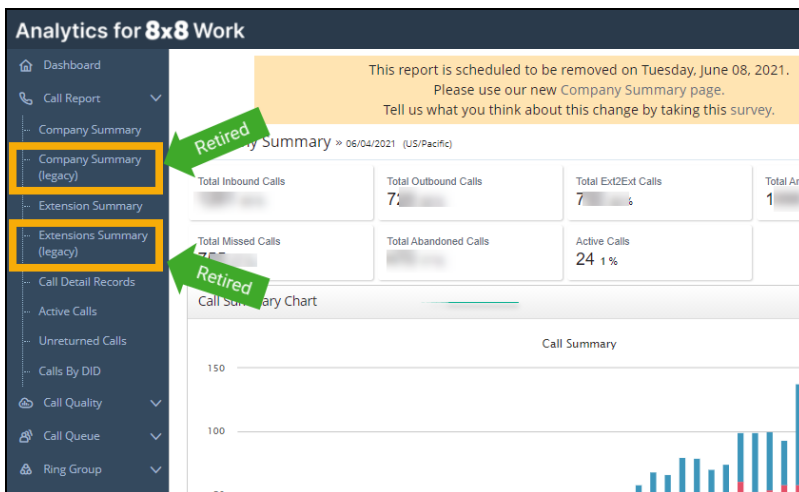 Analytics for 8x8 Work
Dashboard
Call Report
Company Summary
Company Summary
(legacy)
Extension Summary
Extensions Summary
(legacy)
Call Detail Records
Active Calls
Unreturned Calls
Calls By DID
Call Quality
Call Queue
Ring Group
Retired
Retired
This report is scheduled to be removed on Tuesday, June 08, 2021.
Please use our new Company Summary page.
Tell us what you think about this change by taking this survey.
Summary » 06/04/2021 (US/Pacific)
Total Inbound Calls
Total Outbound Calls
Total Ext2Ext Calls
Total
Total Missed Calls
Total Abandoned Calls
Active Calls
24 1%
Call Summary Chart
Call Summary
150
100